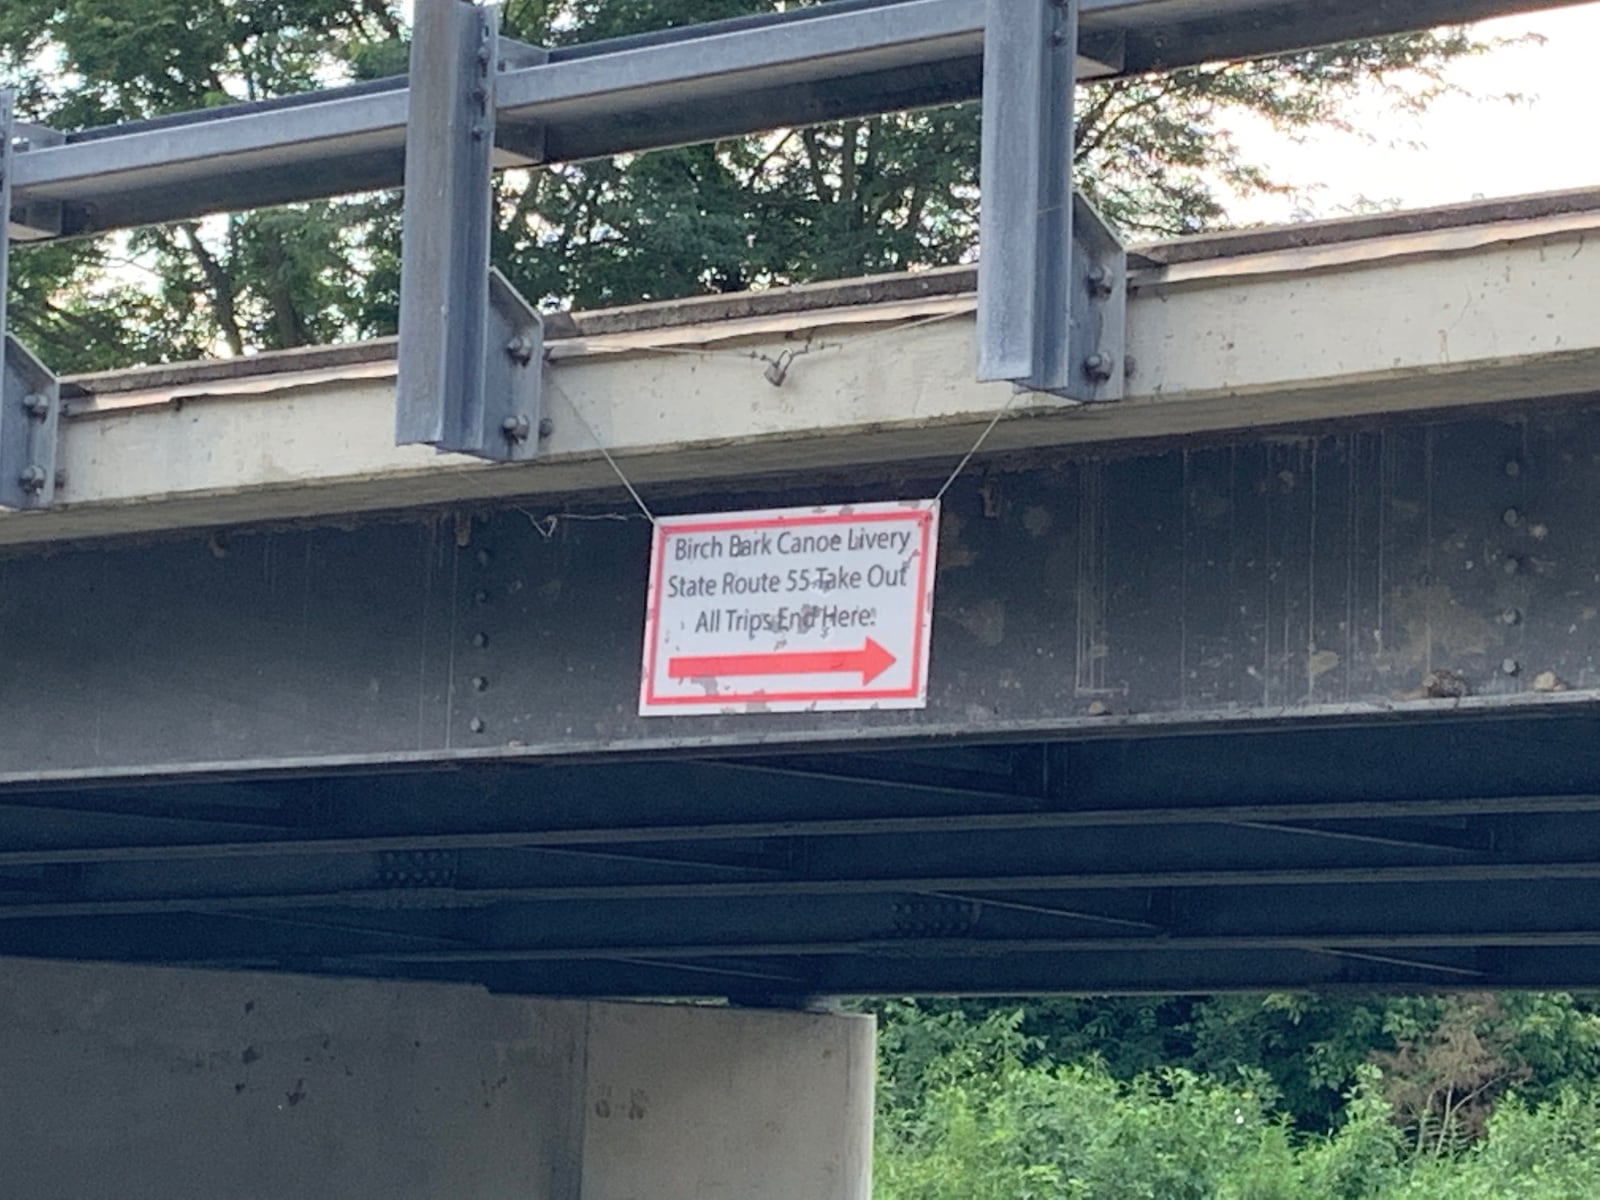 Birch Bark Canoe Livery
State Route 55 Take Out
All Trips End Here.